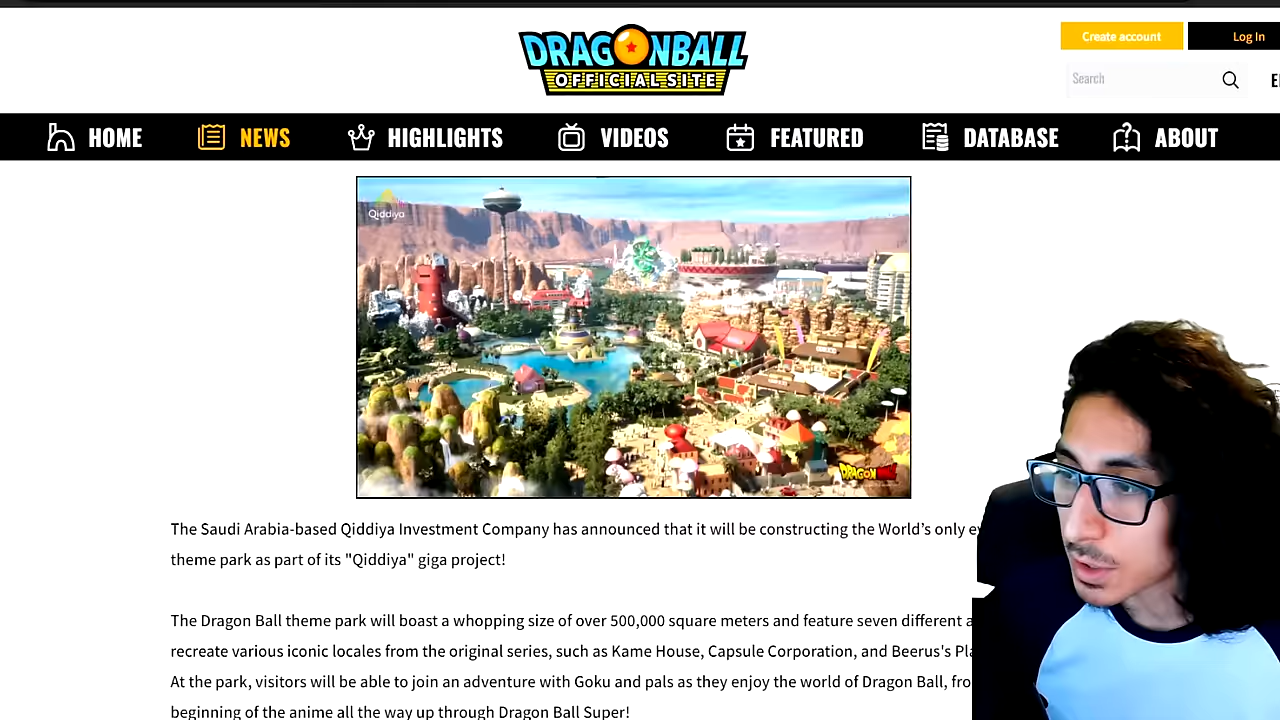 DRAGONBALL
OFFICIAL SITE
Create account
Log In
Search
HOME
NEWS
HIGHLIGHTS
VIDEOS
FEATURED
DATABASE
ABOUT
Qiddiya
DRAGON
The Saudi Arabia-based Qiddiya Investment Company has announced that it will be constructing the World's only
theme park as part of its "Qiddiya" giga project!
The Dragon Ball theme park will boast a whopping size of over 500,000 square meters and feature seven different
recreate various iconic locales from the original series, such as Kame House, Capsule Corporation, and Beerus's
At the park, visitors will be able to join an adventure with Goku and pals as they enjoy the world of Dragon Ball,
beginning of the anime all the way up through Dragon Ball Super!